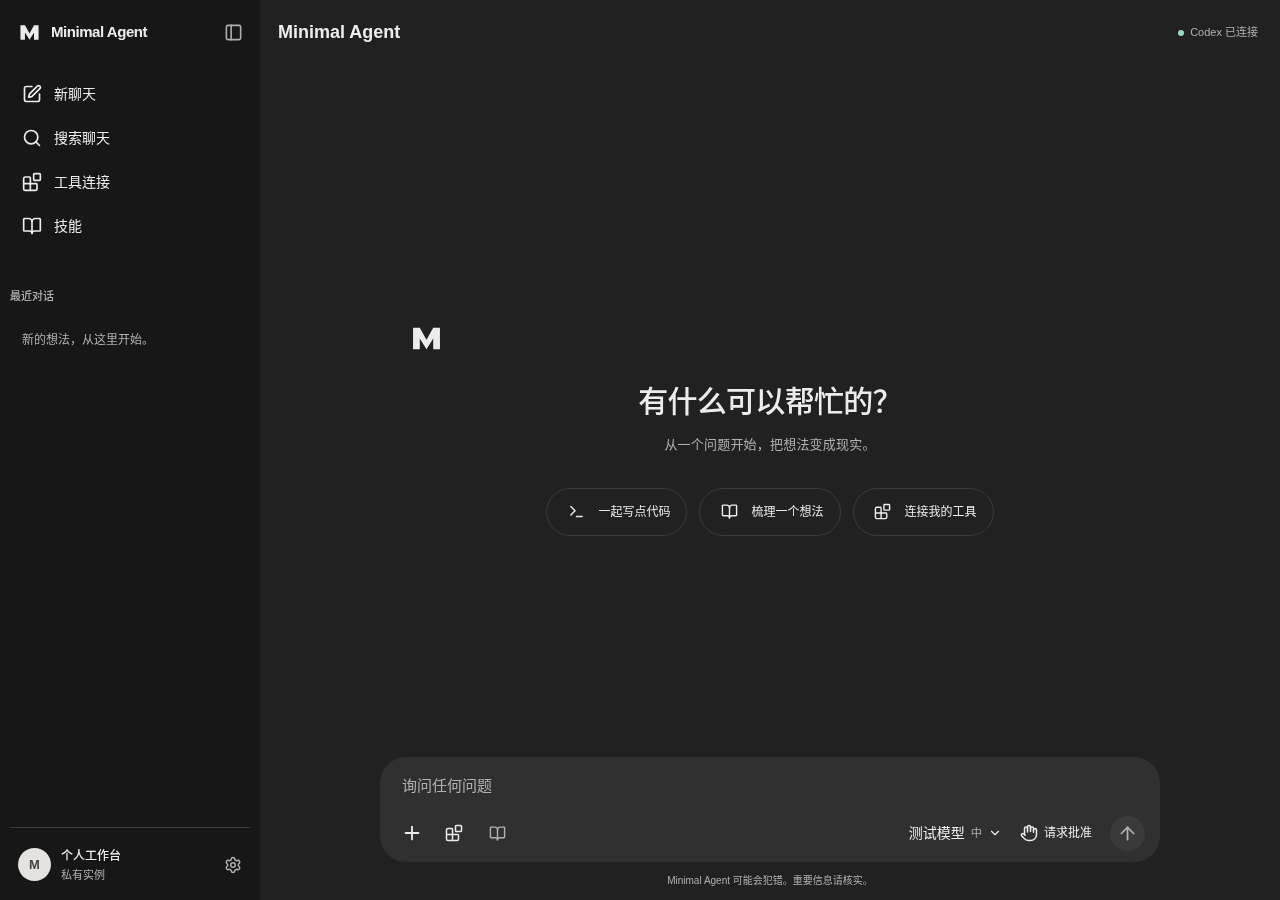 Minimal Agent
新聊天
搜索聊天
工具连接
技能
最近对话
新的想法，从这里开始。
M
个人工作台
私有实例
Minimal Agent
Codex 已连接
有什么可以帮忙的？
从一个问题开始，把想法变成现实。
一起写点代码
梳理一个想法
连接我的工具
询问任何问题
测试模型 中
请求批准
Minimal Agent 可能会犯错。重要信息请核实。